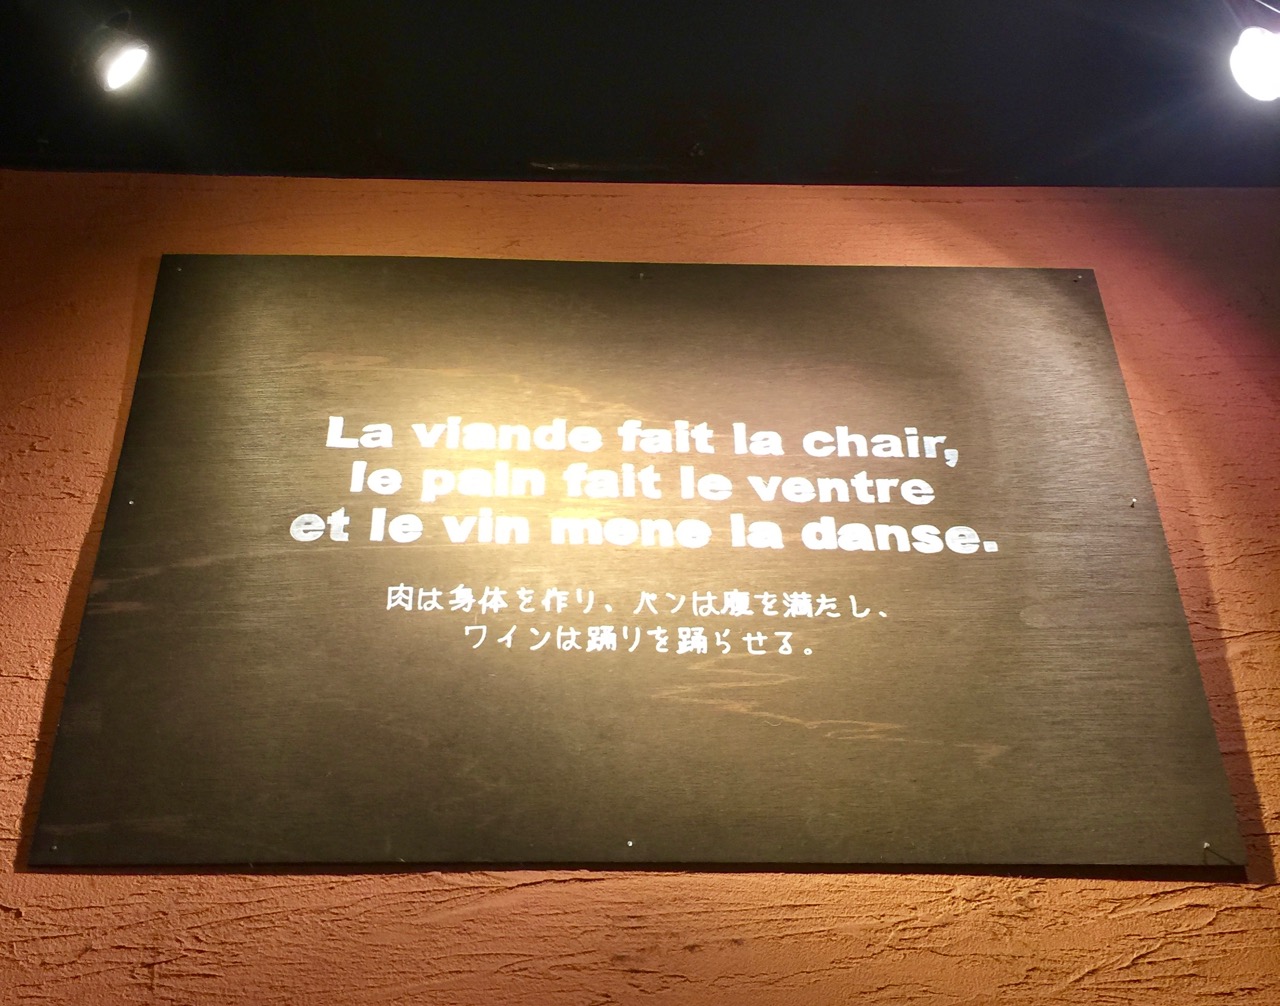 La viande fait la chair,
le pain fait le ventre
et le vin mene la danse.
肉は身体を作り、パンは腹を満たし、
ワインは踊りを踊らせる。